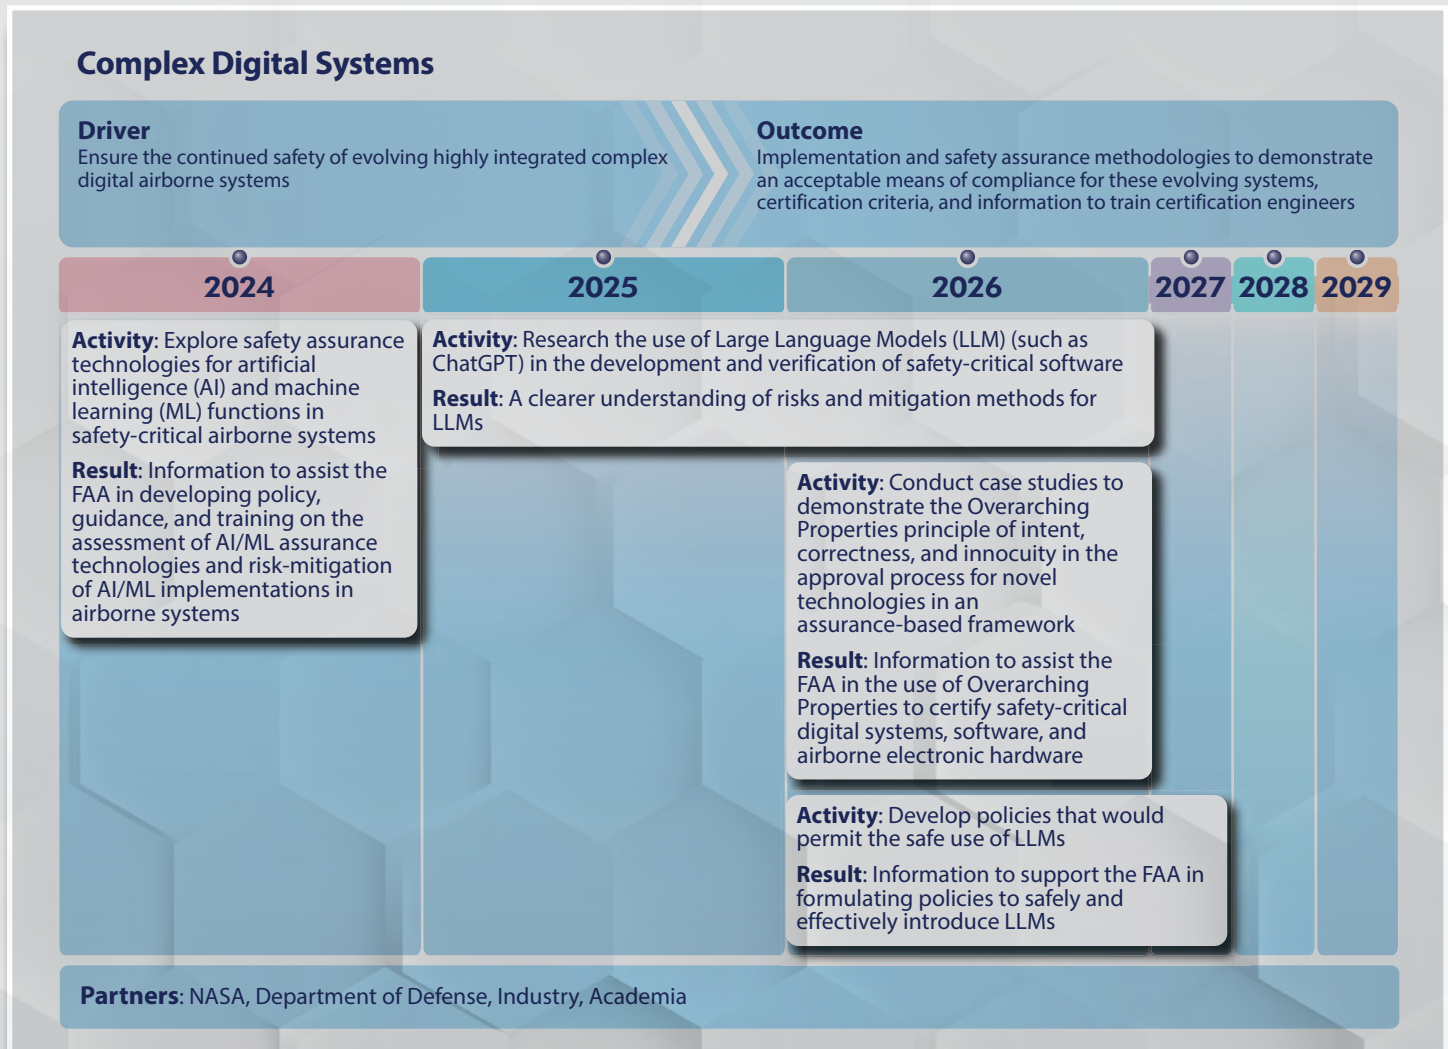 Complex Digital Systems
Driver
Ensure the continued safety of evolving highly integrated complex
digital airborne systems
Outcome
Implementation and safety assurance methodologies to demonstrate
an acceptable means of compliance for these evolving systems,
certification criteria, and information to train certification engineers
2024
2025
2026
2027
2028
2029
Activity: Explore safety assurance
technologies for artificial
intelligence (AI) and machine
learning (ML) functions in
safety-critical airborne systems
Result: Information to assist the
FAA in developing policy,
guidance, and training on the
assessment of AI/ML assurance
technologies and risk-mitigation
of AI/ML implementations in
airborne systems
Activity: Research the use of Large Language Models (LLM) (such as
ChatGPT) in the development and verification of safety-critical software
Result: A clearer understanding of risks and mitigation methods for
LLMs
Activity: Conduct case studies to
demonstrate the Overarching
Properties principle of intent,
correctness, and innocuity in the
approval process for novel
technologies in an
assurance-based framework
Result: Information to assist the
FAA in the use of Overarching
Properties to certify safety-critical
digital systems, software, and
airborne electronic hardware
Activity: Develop policies that would
permit the safe use of LLMs
Result: Information to support the FAA in
formulating policies to safely and
effectively introduce LLMs
Partners: NASA, Department of Defense, Industry, Academia